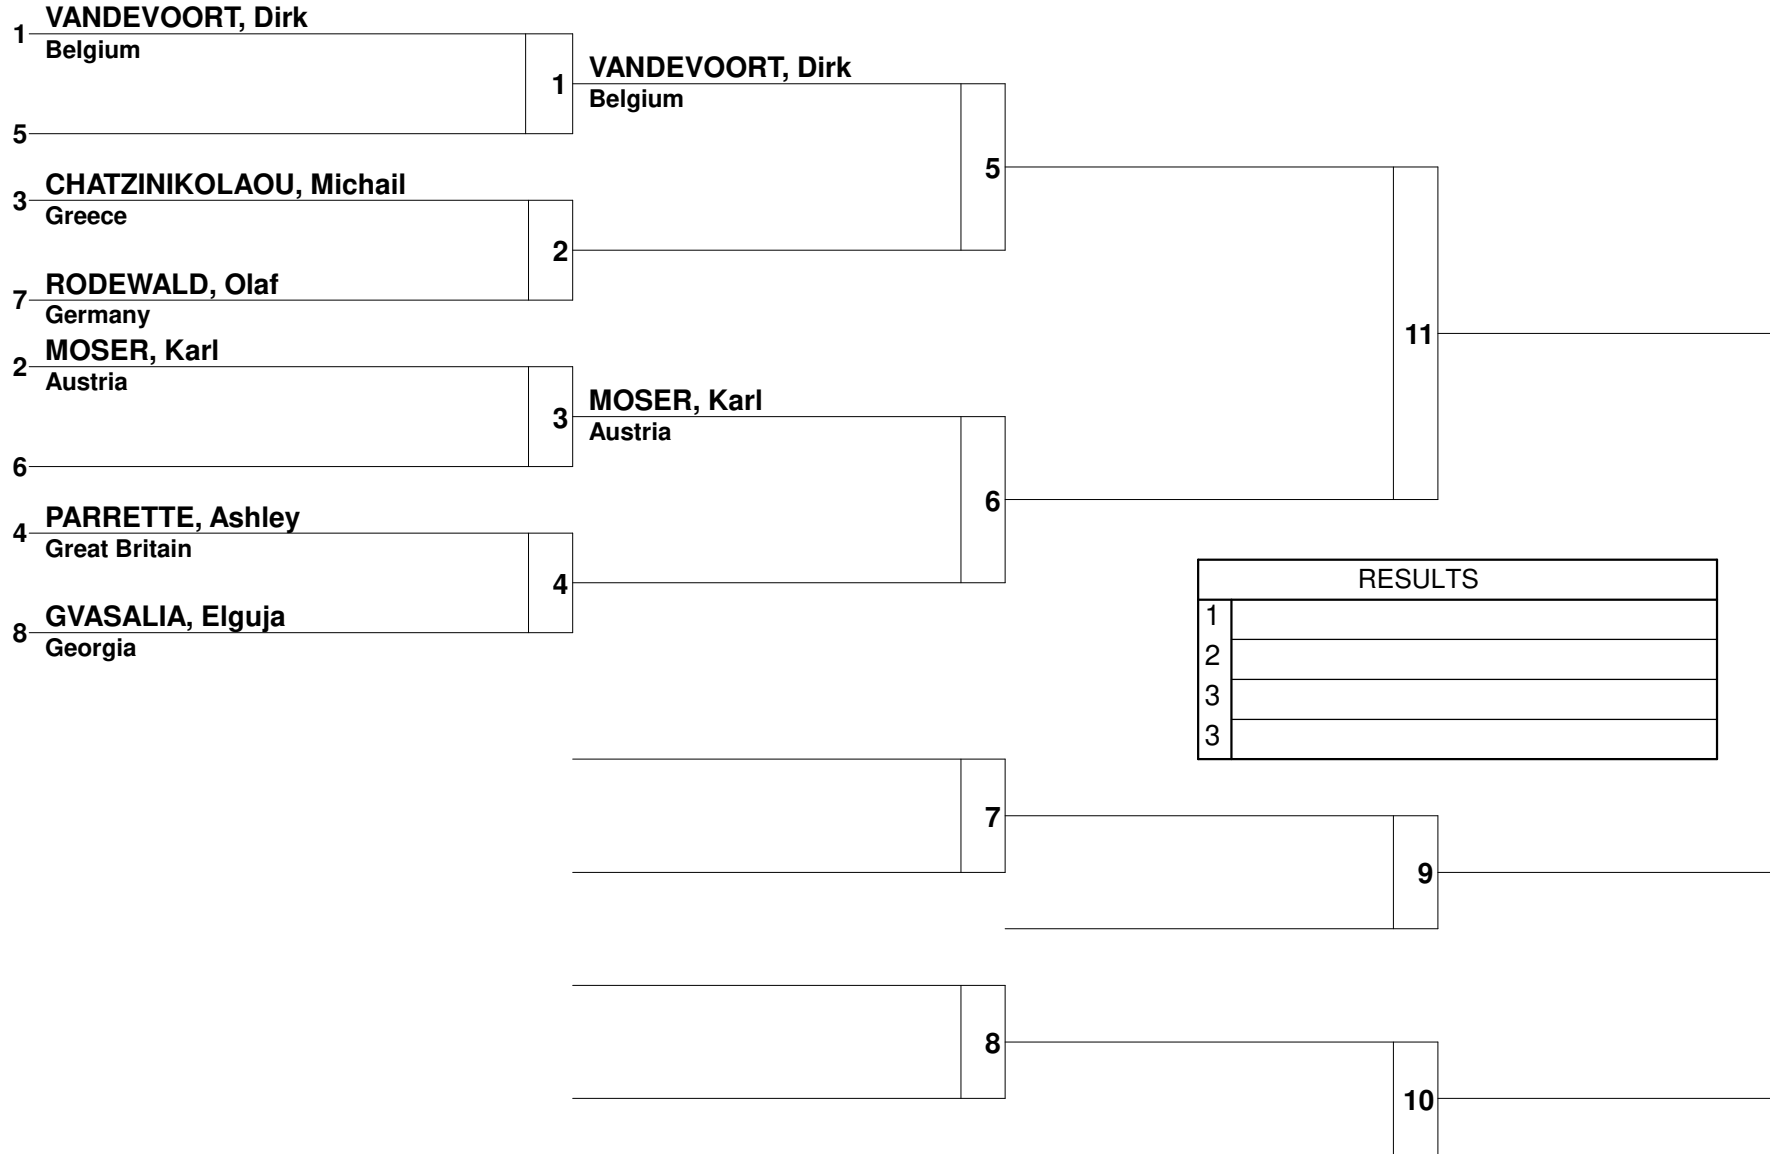 VANDEVOORT, Dirk
1
Belgium
1
VANDEVOORT, Dirk
Belgium
5
5
CHATZINIKOLAOU, Michail
3
Greece
2
RODEWALD, Olaf
7
Germany
11
MOSER, Karl
2
Austria
3
MOSER, Karl
Austria
6
6
PARRETTE, Ashley
4
Great Britain
4
GVASALIA, Elguja
8
Georgia
RESULTS
1
2
3
3
7
9
8
10